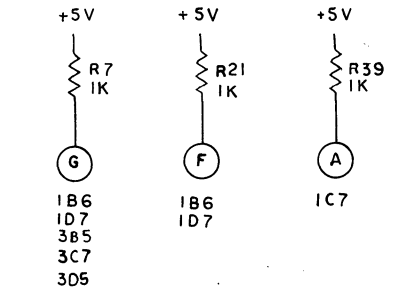 +5V +5V +5V
R7 R21 R39
1K 1K 1K
G F A
1B6 1B6 1C7
1D7 1D7
3B5
3C7
3D5